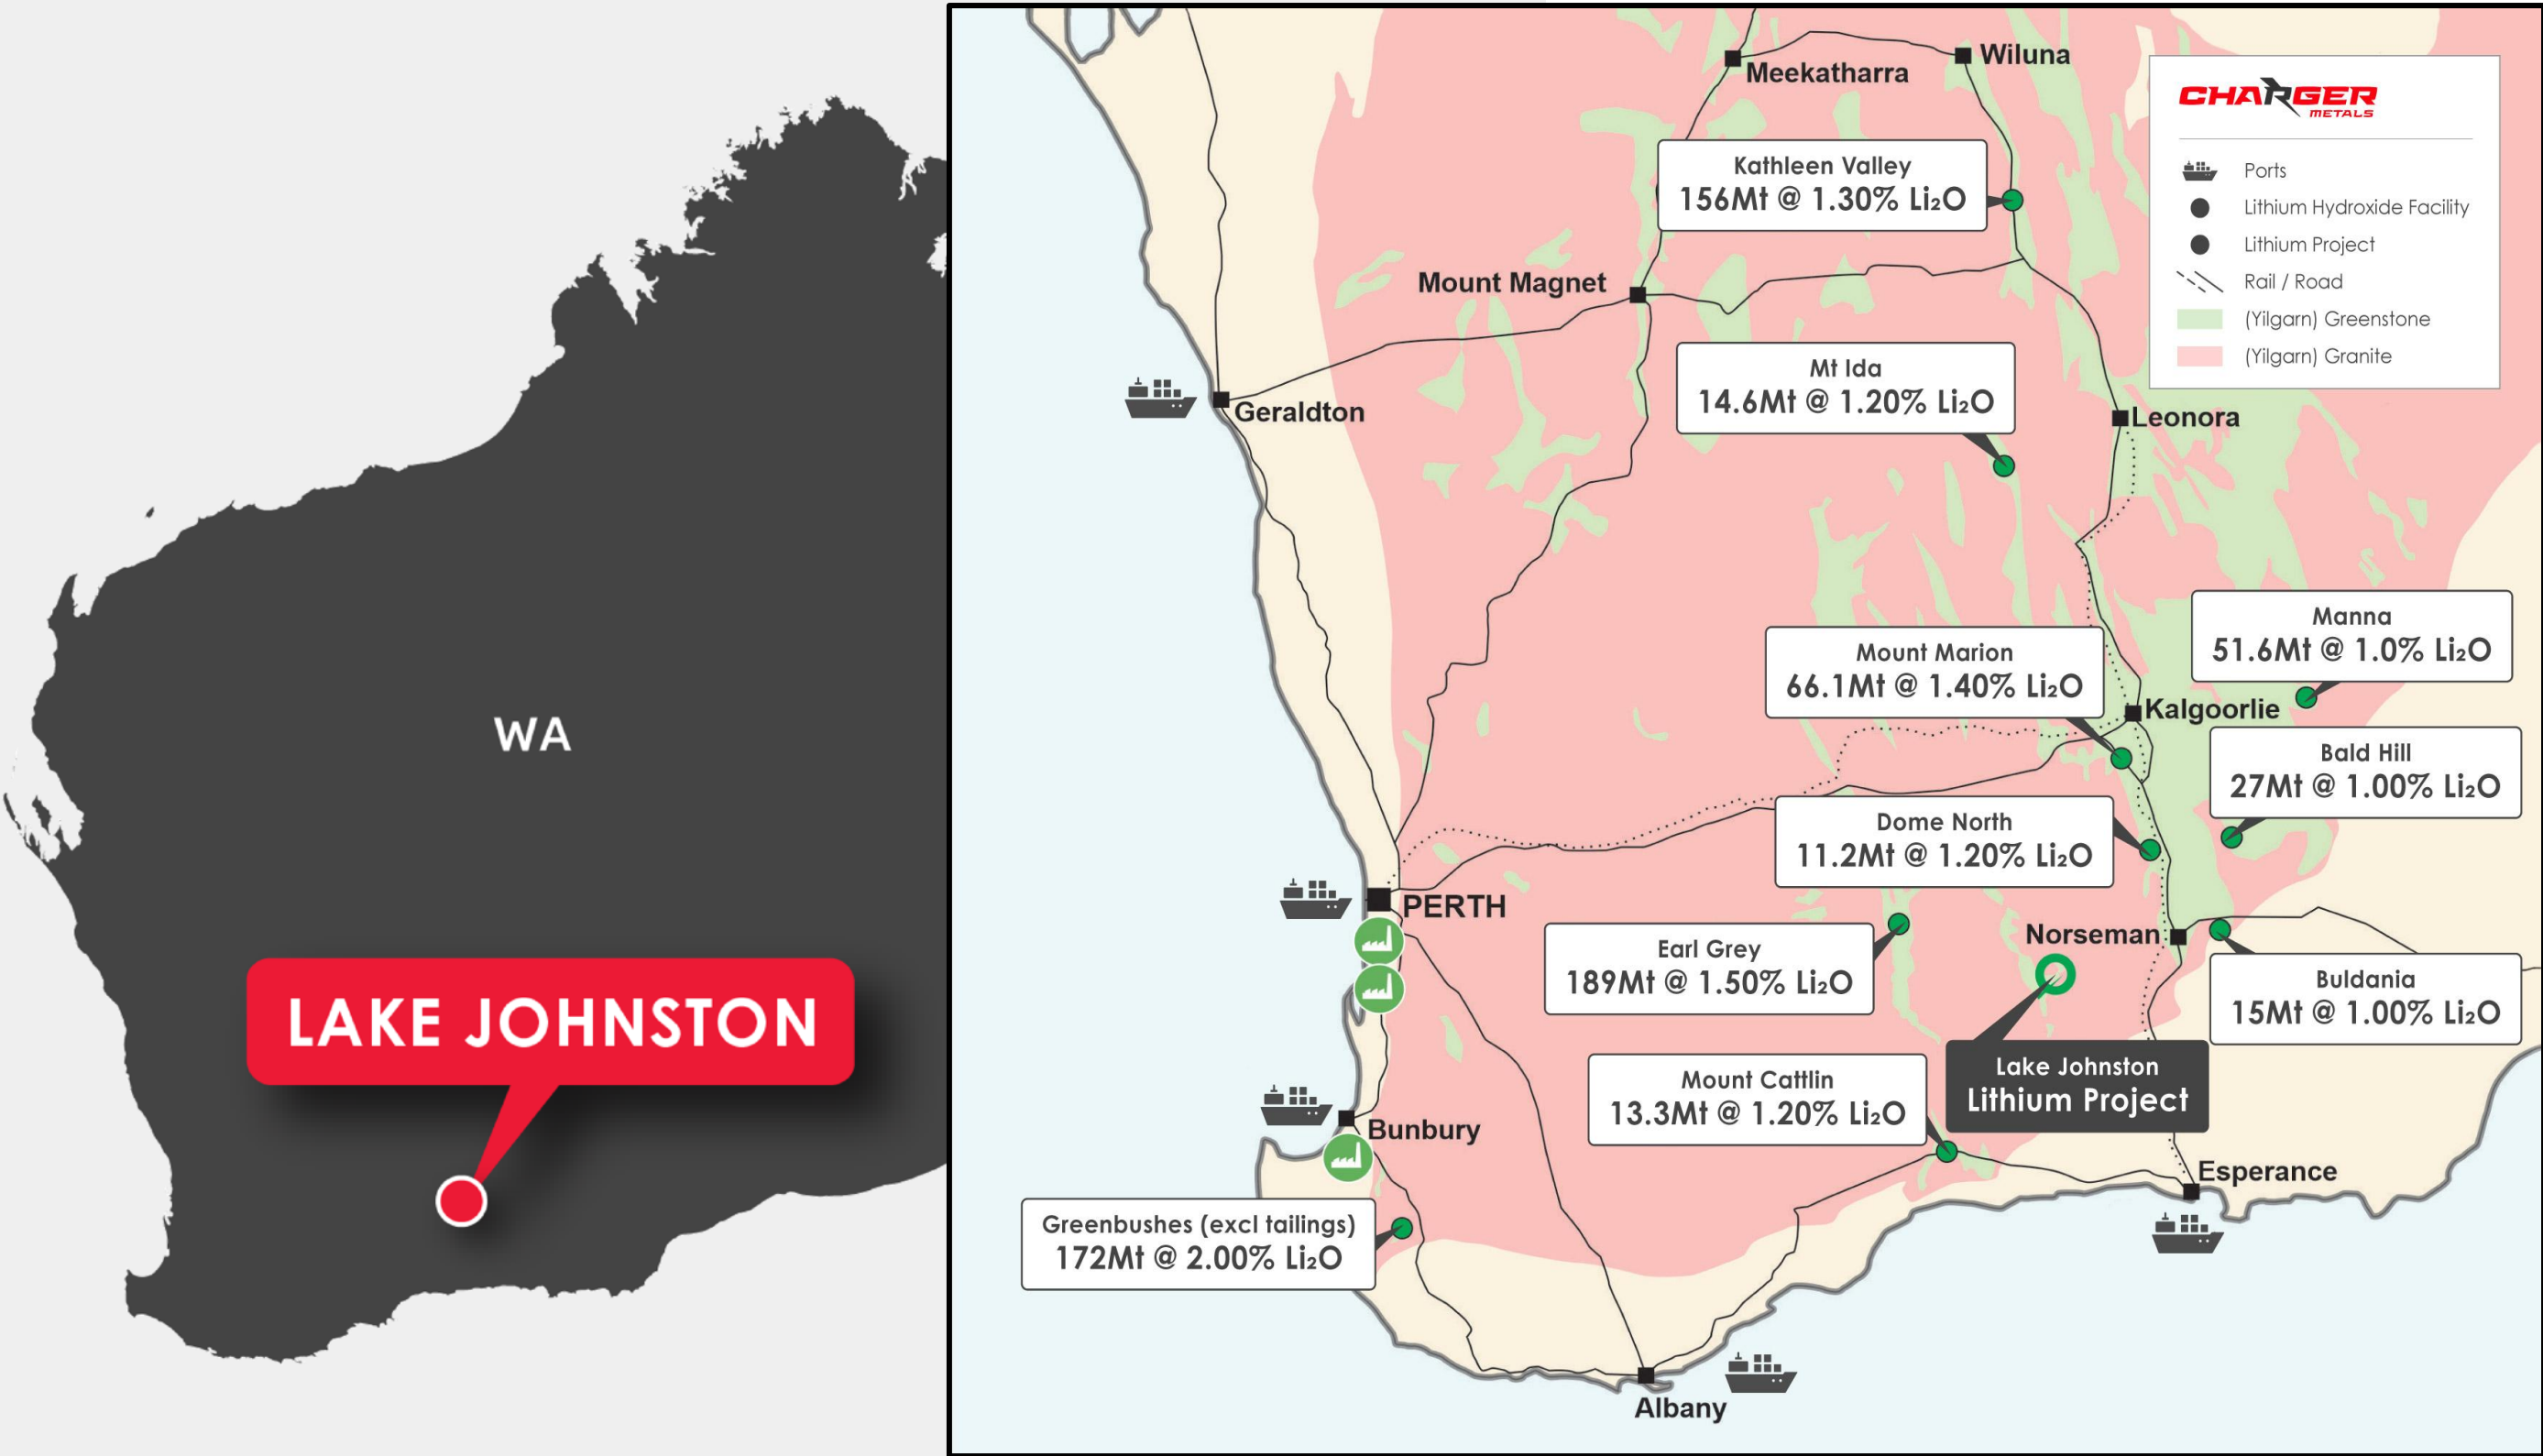 WA
LAKE JOHNSTON
Meekatharra
Wiluna
CHARGER
METALS
Ports
Lithium Hydroxide Facility
Lithium Project
Rail / Road
(Yilgarn) Greenstone
(Yilgarn) Granite
Kathleen Valley
156Mt @ 1.30% Li₂O
Mount Magnet
Mt Ida
14.6Mt @ 1.20% Li₂O
Geraldton
Leonora
Manna
51.6Mt @ 1.0% Li₂O
Mount Marion
66.1Mt @ 1.40% Li₂O
Kalgoorlie
Bald Hill
27Mt @ 1.00% Li₂O
Dome North
11.2Mt @ 1.20% Li₂O
PERTH
Earl Grey
189Mt @ 1.50% Li₂O
Norseman
Buldania
15Mt @ 1.00% Li₂O
Lake Johnston
Lithium Project
Mount Cattlin
13.3Mt @ 1.20% Li₂O
Bunbury
Esperance
Greenbushes (excl tailings)
172Mt @ 2.00% Li₂O
Albany